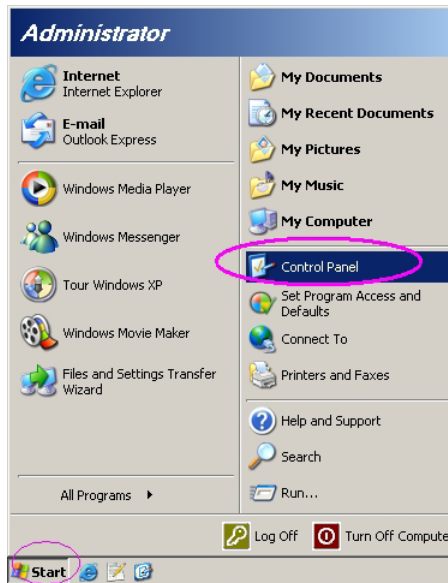 Administrator
Internet
Internet Explorer
E-mail
Outlook Express
Windows Media Player
Windows Messenger
Tour Windows XP
Windows Movie Maker
Files and Settings Transfer
Wizard
All Programs
My Documents
My Recent Documents
My Pictures
My Music
My Computer
Control Panel
Set Program Access and
Defaults
Connect To
Printers and Faxes
Help and Support
Search
Run...
Log Off
Turn Off Compute
Start